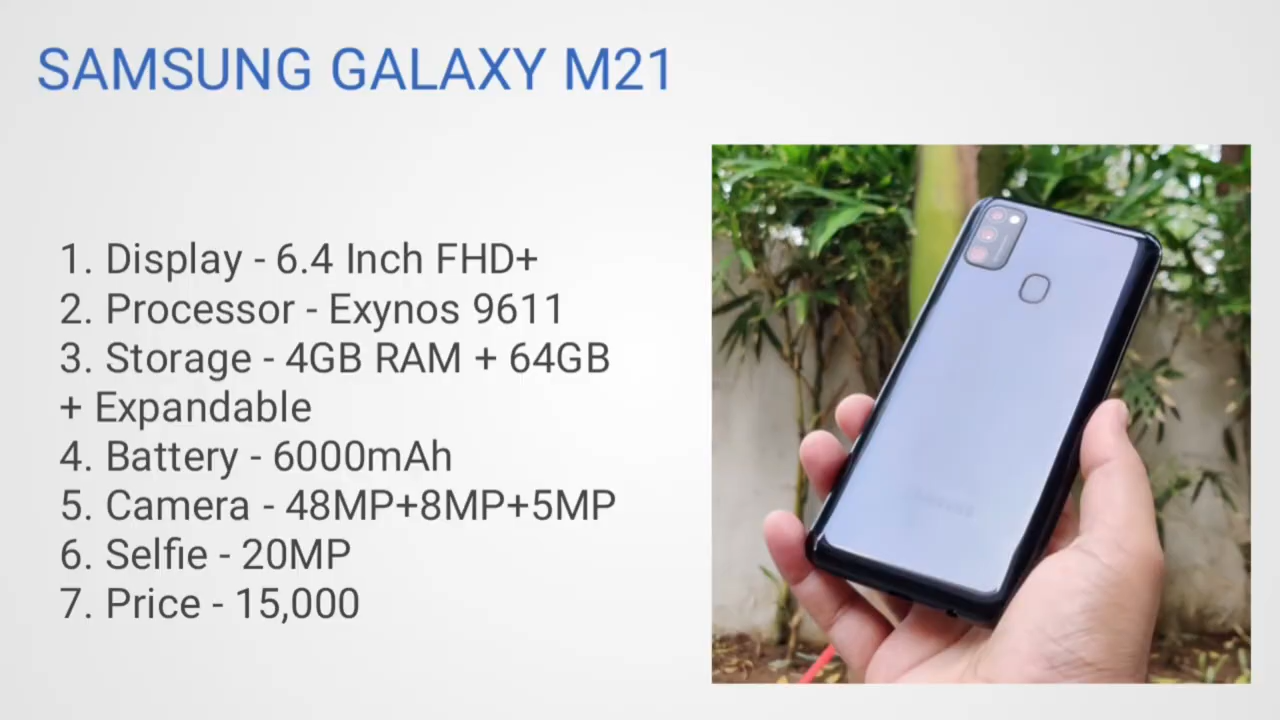 SAMSUNG GALAXY M21
1. Display - 6.4 Inch FHD+
2. Processor - Exynos 9611
3. Storage - 4GB RAM + 64GB
+ Expandable
4. Battery - 6000mAh
5. Camera - 48MP+8MP+5MP
6. Selfie - 20MP
7. Price - 15,000